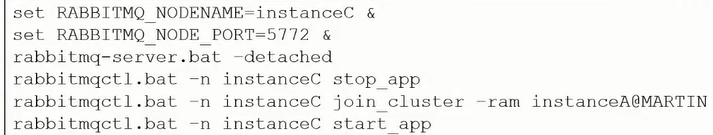 set RABBITMQ_NODENAME=instanceC &
set RABBITMQ_NODE_PORT=5772 &
rabbitmq-server.bat –detached
rabbitmqctl.bat -n instanceC stop_app
rabbitmqctl.bat -n instanceC join_cluster -ram instanceA@MARTIN
rabbitmqctl.bat -n instanceC start_app